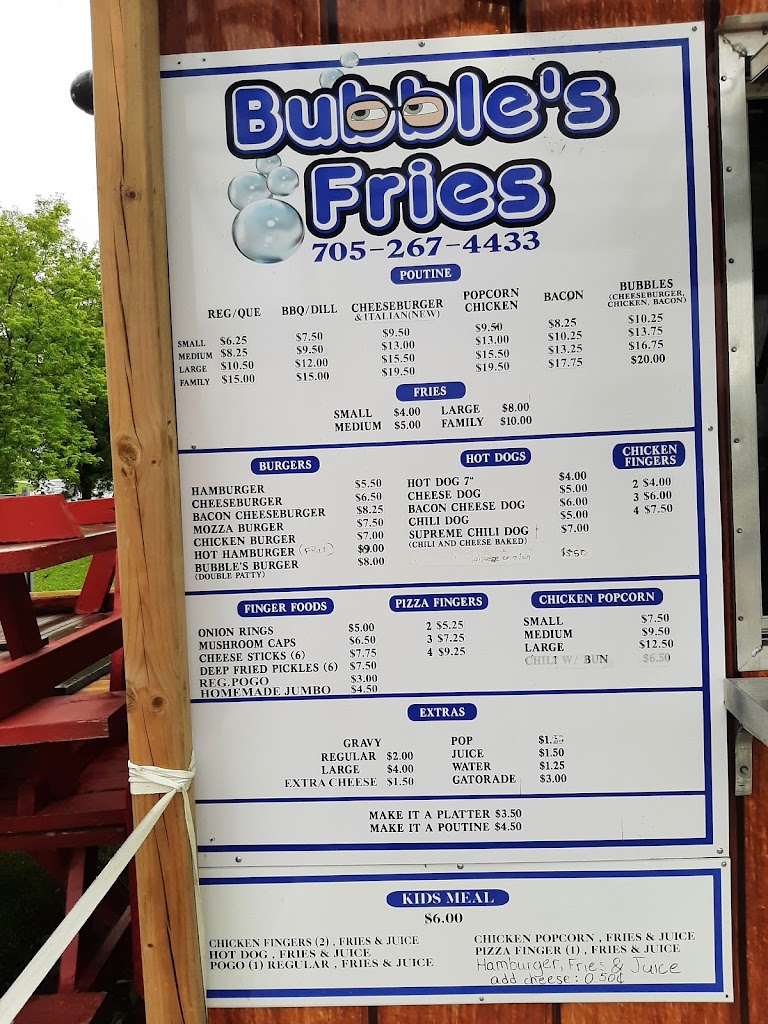 Bubble's
Fries
705-267-4433
POUTINE
REG/QUE BBQ/DILL CHEESEBURGER & ITALIAN(NEW) POPCORN CHICKEN BACON BUBBLES (CHEESEBURGER, CHICKEN, BACON)
SMALL $6.25 $7.50 $9.50 $9.50 $8.25 $10.25
MEDIUM $8.25 $9.50 $13.00 $13.00 $10.25 $13.75
LARGE $10.50 $12.00 $15.50 $15.50 $13.25 $16.75
FAMILY $15.00 $15.00 $19.50 $19.50 $17.75 $20.00
FRIES
SMALL $4.00 LARGE $8.00
MEDIUM $5.00 FAMILY $10.00
BURGERS
HAMBURGER $5.50
CHEESEBURGER $6.50
BACON CHEESEBURGER $8.25
MOZZA BURGER $7.50
CHICKEN BURGER $7.00
HOT HAMBURGER (Fries) $9.00
BUBBLE'S BURGER $8.00
(DOUBLE PATTY)
HOT DOGS
HOT DOG 7" $4.00
CHEESE DOG $5.00
BACON CHEESE DOG $6.00
CHILI DOG $5.00
SUPREME CHILI DOG $7.00
(CHILI AND CHEESE BAKED)
$5.50
CHICKEN
FINGERS
2 $4.00
3 $6.00
4 $7.50
FINGER FOODS
ONION RINGS $5.00
MUSHROOM CAPS $6.50
CHEESE STICKS (6) $7.75
DEEP FRIED PICKLES (6) $7.50
REG.POGO $3.00
HOMEMADE JUMBO $4.50
PIZZA FINGERS
2 $5.25
3 $7.25
4 $9.25
CHICKEN POPCORN
SMALL $7.50
MEDIUM $9.50
LARGE $12.50
CHILI W/ BUN $6.50
EXTRAS
GRAVY
REGULAR $2.00
LARGE $4.00
EXTRA CHEESE $1.50
POP
JUICE $1.50
WATER $1.25
GATORADE $3.00
MAKE IT A PLATTER $3.50
MAKE IT A POUTINE $4.50
KIDS MEAL
$6.00
CHICKEN FINGERS (2) , FRIES & JUICE
HOT DOG , FRIES & JUICE
POGO (1) REGULAR , FRIES & JUICE
CHICKEN POPCORN , FRIES & JUICE
PIZZA FINGER (1) , FRIES & JUICE
Hamburger, Fries & Juice
add cheese: 0.50¢